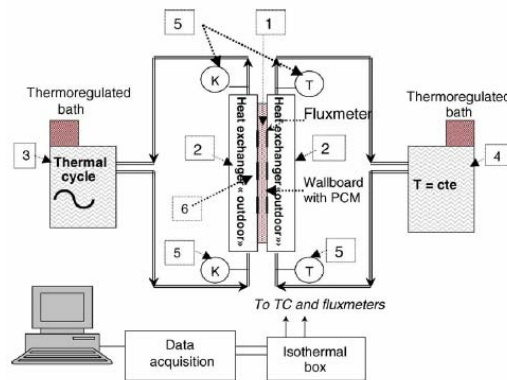 5
1
K
T
Thermoregulated
bath
Thermoregulated
bath
Fluxmeter
3
Thermal
cycle
2
Heat exchanger
« outdoor»
Heat exchanger
« outdoor»
2
T = cte
4
6
Wallboard
with PCM
5
K
T
5
To TC and fluxmeters
Data
acquisition
Isothermal
box